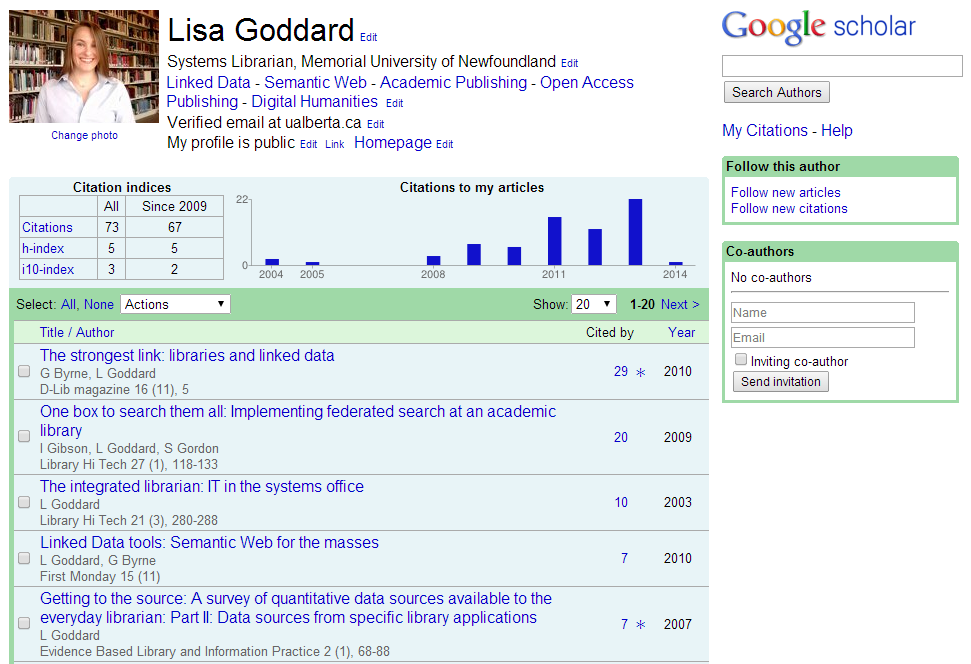 Lisa Goddard Edit
Systems Librarian, Memorial University of Newfoundland Edit
Linked Data - Semantic Web - Academic Publishing - Open Access
Publishing - Digital Humanities Edit
Verified email at ualberta.ca Edit
My profile is public Edit Link Homepage Edit
Change photo
Google scholar
Search Authors
My Citations - Help
Follow this author
Follow new articles
Follow new citations
Co-authors
No co-authors
Name
Email
Inviting co-author
Send invitation
Citation indices
All Since 2009
Citations 73 67
h-index 5 5
i10-index 3 2
Citations to my articles
22
0
2004 2005 2008 2011 2014
Select: All, None Actions Show: 20 1-20 Next >
Title / Author Cited by Year
The strongest link: libraries and linked data
G Byrne, L Goddard
D-Lib magazine 16 (11), 5
29 * 2010
One box to search them all: Implementing federated search at an academic
library
I Gibson, L Goddard, S Gordon
Library Hi Tech 27 (1), 118-133
20 2009
The integrated librarian: IT in the systems office
L Goddard
Library Hi Tech 21 (3), 280-288
10 2003
Linked Data tools: Semantic Web for the masses
L Goddard, G Byrne
First Monday 15 (11)
7 2010
Getting to the source: A survey of quantitative data sources available to the
everyday librarian: Part II: Data sources from specific library applications
L Goddard
Evidence Based Library and Information Practice 2 (1), 68-88
7 * 2007